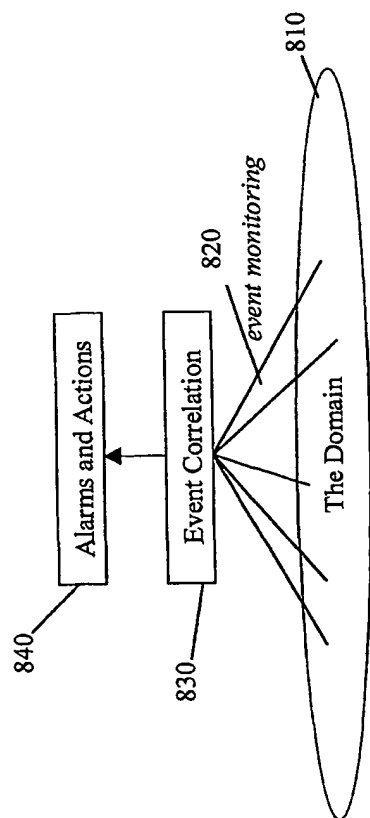 840
Alarms and Actions
830
Event Correlation
820
event monitoring
The Domain
810